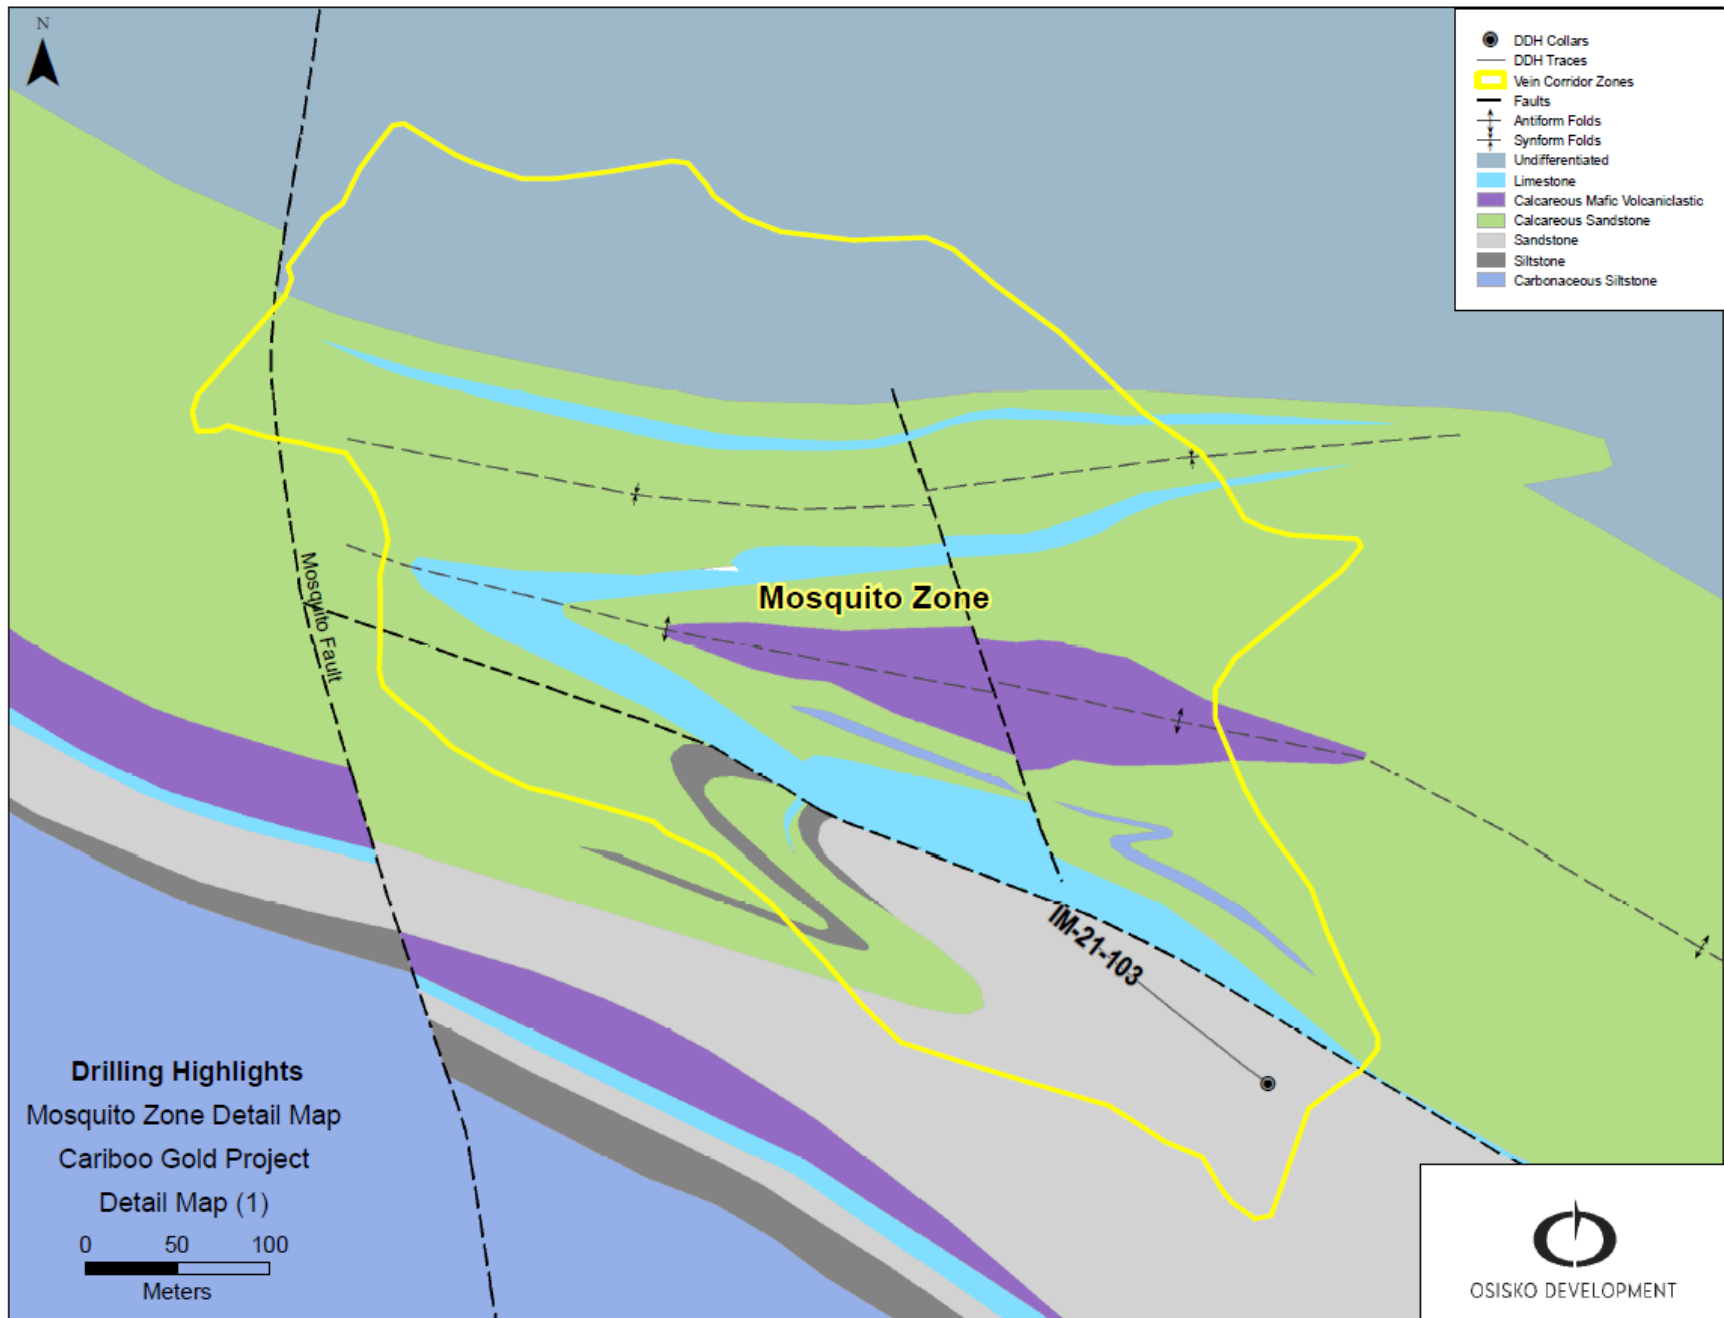 N
DDH Collars
DDH Traces
Vein Corridor Zones
Faults
Antiform Folds
Synform Folds
Undifferentiated
Limestone
Calcareous Mafic Volcaniclastic
Calcareous Sandstone
Sandstone
Siltstone
Carbonaceous Siltstone
Mosquito Zone
Mosquito Fault
IM-21-103
Drilling Highlights
Mosquito Zone Detail Map
Cariboo Gold Project
Detail Map (1)
0 50 100
Meters
OSISKO DEVELOPMENT